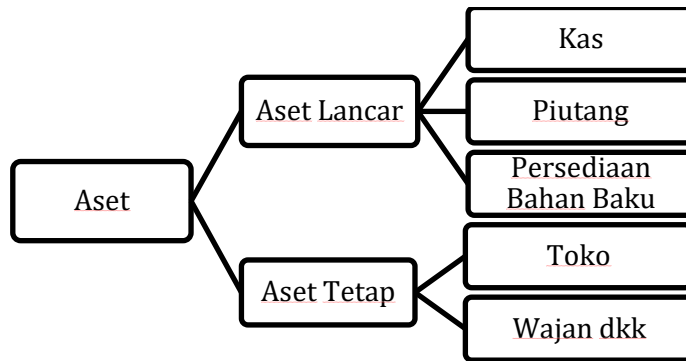 Aset
Aset Lancar
Kas
Piutang
Persediaan
Bahan Baku
Aset Tetap
Toko
Wajan dkk